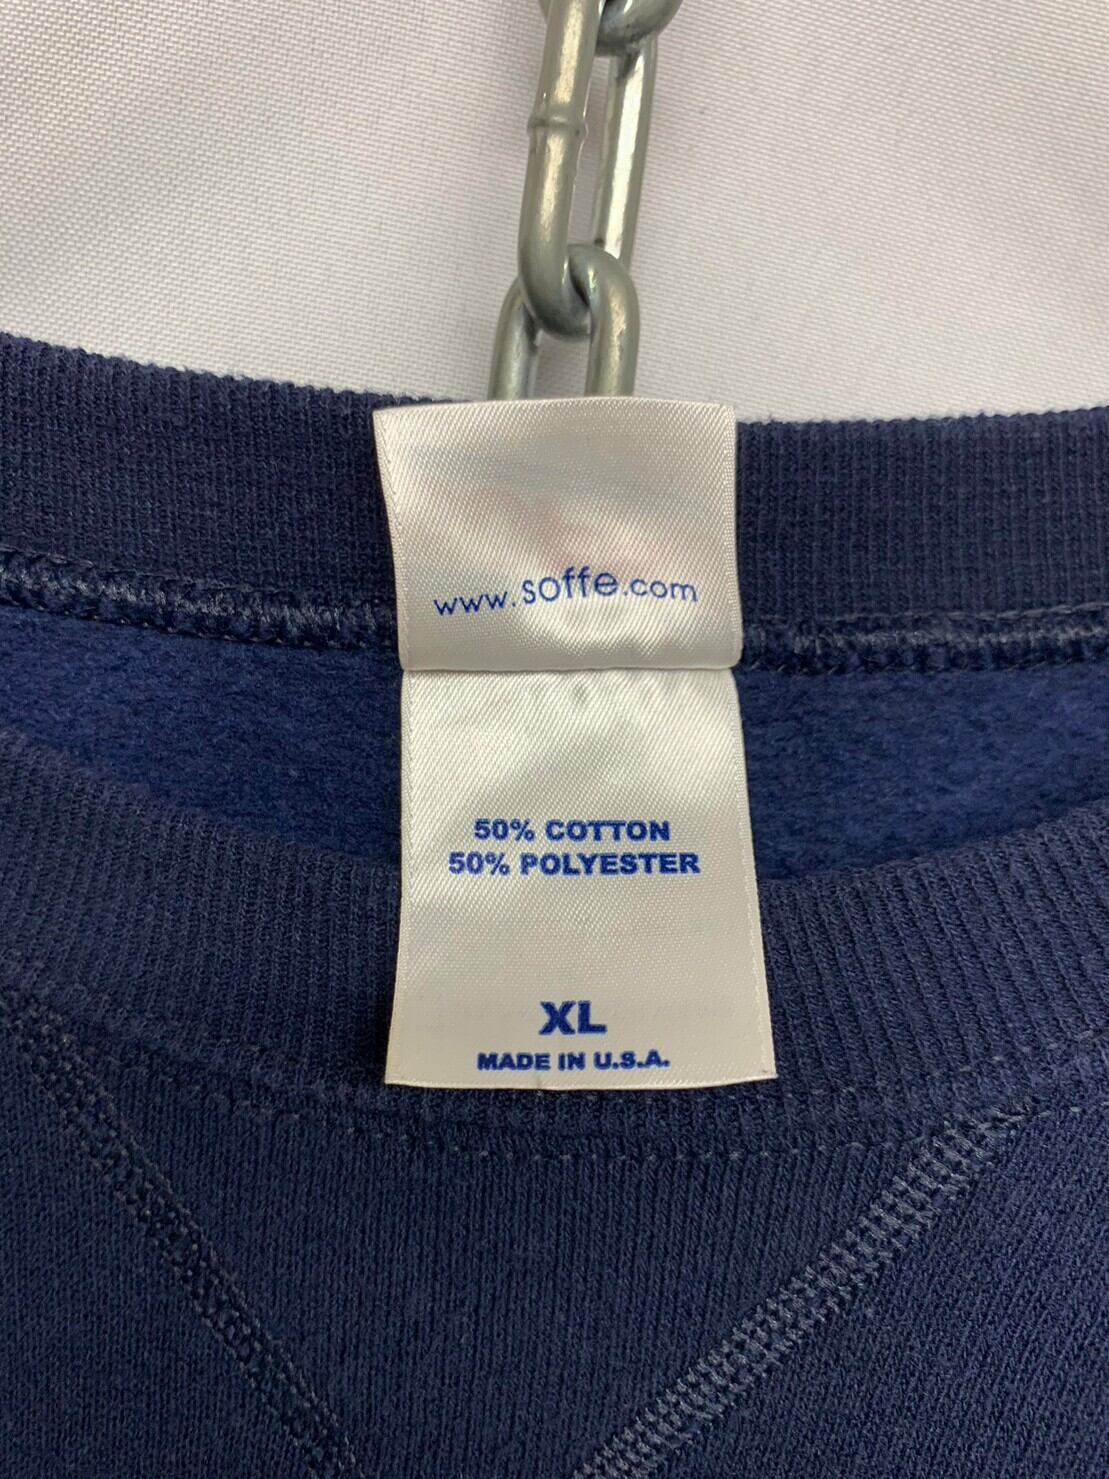 www.soffe.com
50% COTTON
50% POLYESTER
XL
MADE IN U.S.A.